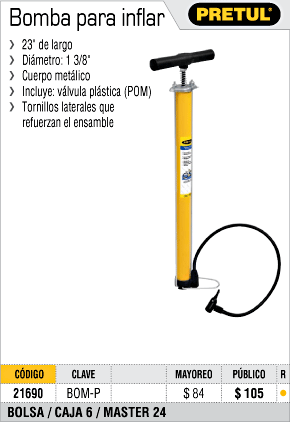 Bomba para inflar
PRETUL®
❯ 23" de largo
❯ Diámetro: 1 3/8"
❯ Cuerpo metálico
❯ Incluye: válvula plástica (POM)
❯ Tornillos laterales que
refuerzan el ensamble
CÓDIGO CLAVE MAYOREO PÚBLICO R
21690 BOM-P $ 84 $ 105 •
BOLSA / CAJA 6 / MASTER 24